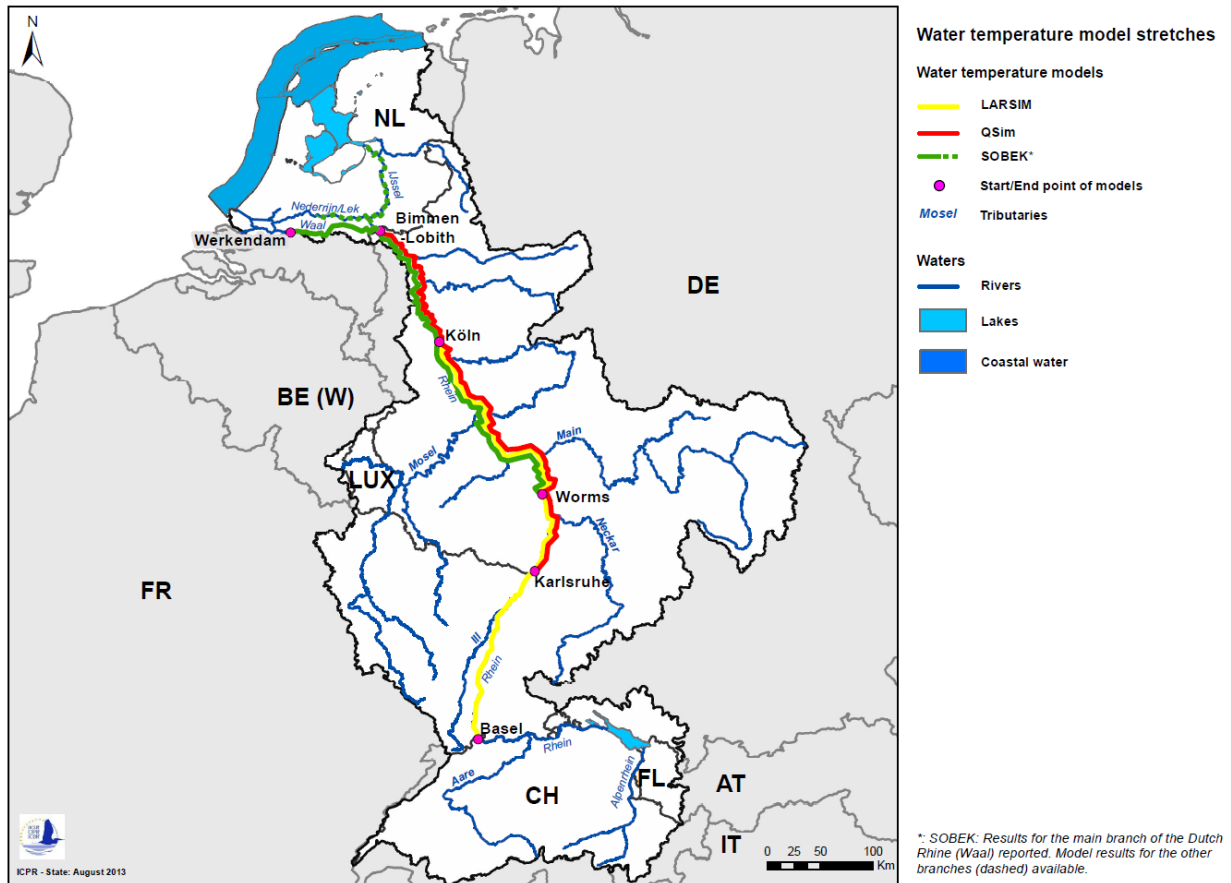 N
NL
IJssel
Nederrijn/Lek
Waal
Bimmen
-Lobith
Werkendam
DE
Köln
Rhein
BE (W)
Main
Mosel
LUX
Worms
Neckar
Karlsruhe
FR
Ill
Rhein
Basel
Rhein
Aare
FL
Alpenrhein
CH
AT
IT
0 25 50 100
Km
ICPR - State: August 2013
Water temperature model stretches
Water temperature models
LARSIM
QSim
SOBEK*
Start/End point of models
Mosel Tributaries
Waters
Rivers
Lakes
Coastal water
*: SOBEK: Results for the main branch of the Dutch
Rhine (Waal) reported. Model results for the other
branches (dashed) available.